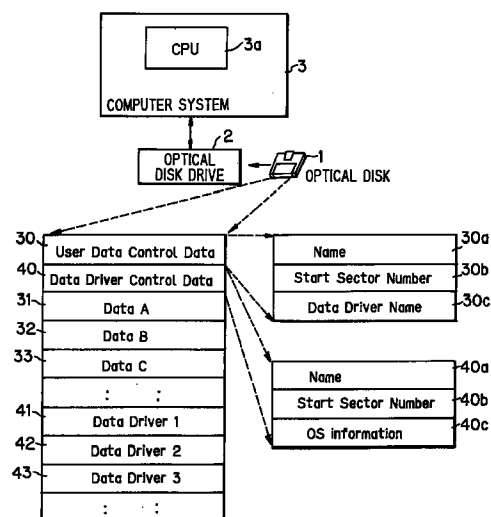 CPU
3a
3
COMPUTER SYSTEM
2
OPTICAL
DISK DRIVE
1
OPTICAL DISK
30
User Data Control Data
40
Data Driver Control Data
31
Data A
32
Data B
33
Data C
: :
41
Data Driver 1
42
Data Driver 2
43
Data Driver 3
: :
Name
30a
Start Sector Number
30b
Data Driver Name
30c
Name
40a
Start Sector Number
40b
OS information
40c